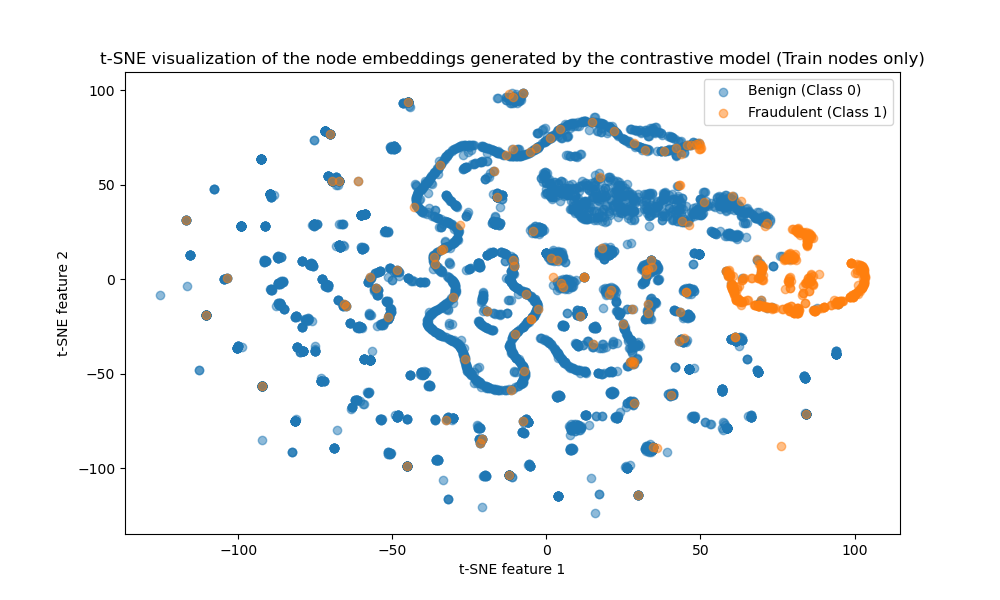 t-SNE visualization of the node embeddings generated by the contrastive model (Train nodes only)
Benign (Class 0)
Fraudulent (Class 1)
100
50
0
−50
−100
t-SNE feature 2
−100
−50
0
50
100
t-SNE feature 1